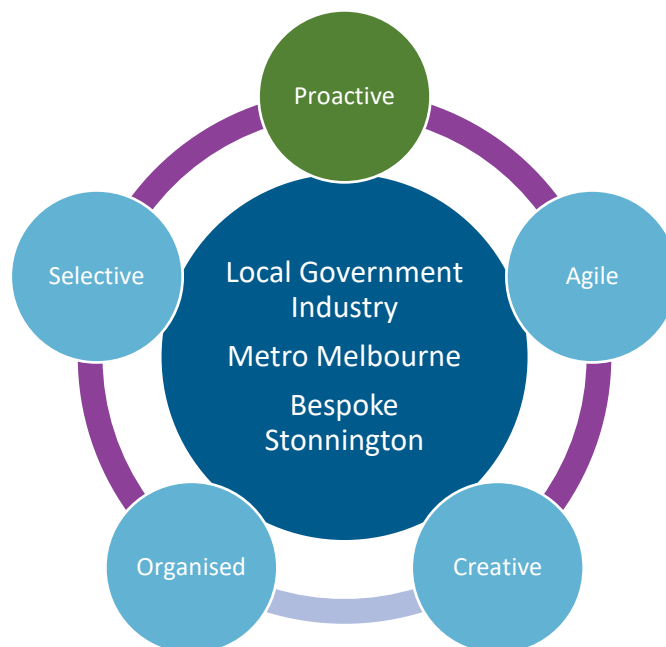 Proactive
Selective
Agile
Local Government
Industry
Metro Melbourne
Bespoke
Stonnington
Organised
Creative